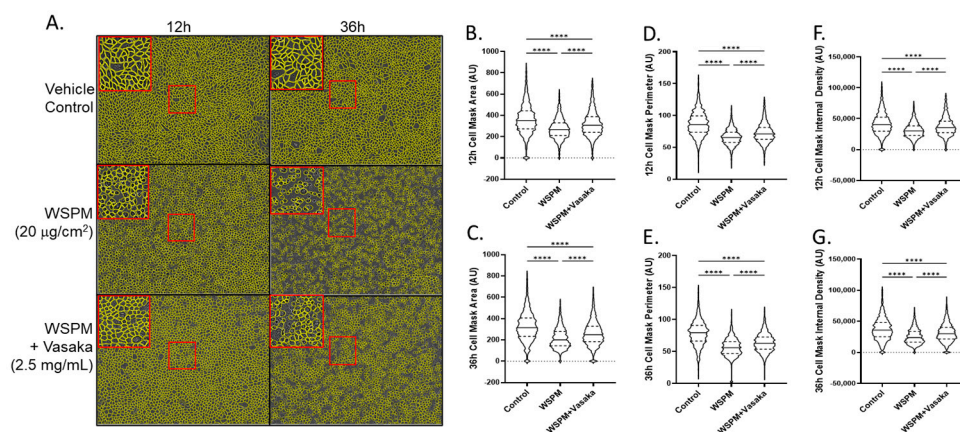 A.
12h
36h
Vehicle
Control
WSPM
(20 μg/cm²)
WSPM
+ Vasaka
(2.5 mg/mL)
B.
12h Cell Mask Area (AU)
1000
800
600
400
200
0
-200
****
**** ****
Control
WSPM
WSPM+Vasaka
C.
36h Cell Mask Area (AU)
1000
800
600
400
200
0
-200
****
**** ****
Control
WSPM
WSPM+Vasaka
D.
12h Cell Mask Perimeter (AU)
200
150
100
50
0
****
**** ****
Control
WSPM
WSPM+Vasaka
E.
36h Cell Mask Perimeter (AU)
200
150
100
50
0
****
**** ****
Control
WSPM
WSPM+Vasaka
F.
12h Cell Mask Internal Density (AU)
150,000
100,000
50,000
0
-50,000
****
**** ****
Control
WSPM
WSPM+Vasaka
G.
36h Cell Mask Internal Density (AU)
150,000
100,000
50,000
0
-50,000
****
**** ****
Control
WSPM
WSPM+Vasaka